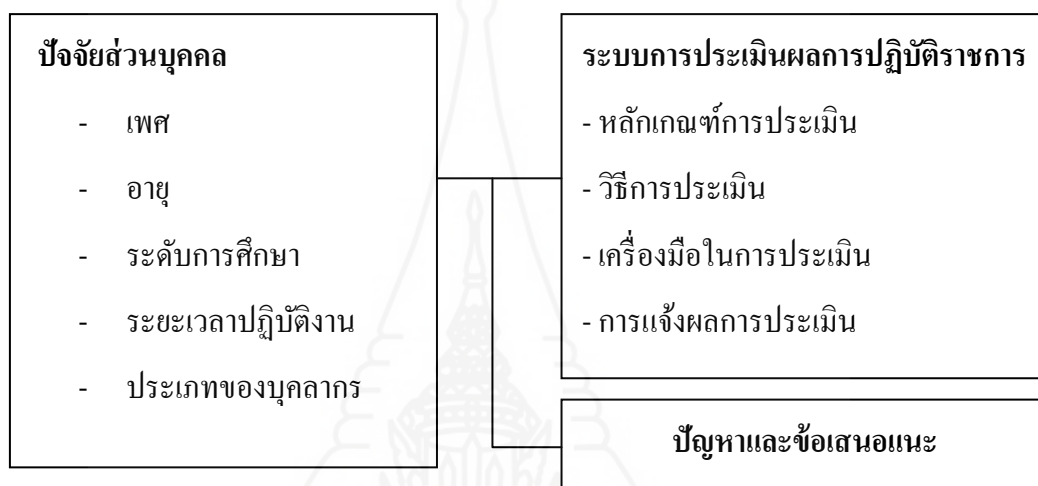 ปัจจัยส่วนบุคคล
- เพศ
- อายุ
- ระดับการศึกษา
- ระยะเวลาปฏิบัติงาน
- ประเภทของบุคลากร
ระบบการประเมินผลการปฏิบัติราชการ
- หลักเกณฑ์การประเมิน
- วิธีการประเมิน
- เครื่องมือในการประเมิน
- การแจ้งผลการประเมิน
ปัญหาและข้อเสนอแนะ